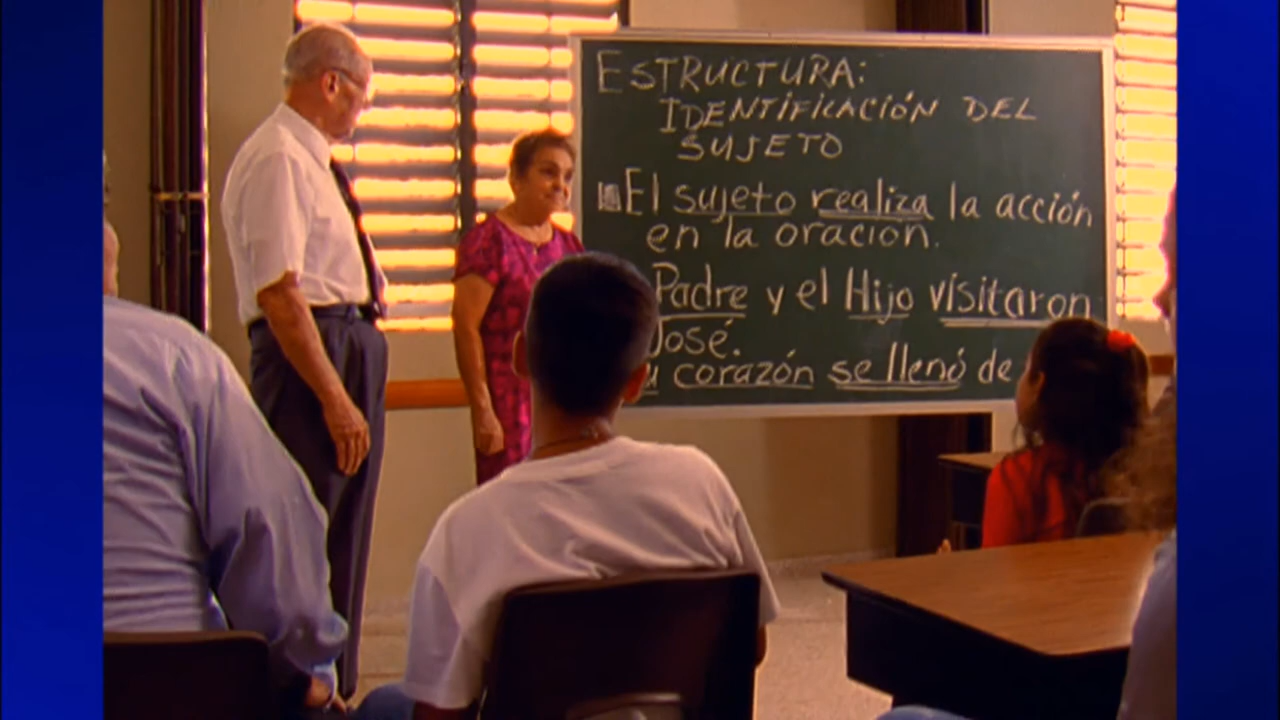 ESTRUCTURA:
IDENTIFICACIÓN DEL
SUJETO
El sujeto realiza la acción
en la oración.
Padre y el Hijo visitaron
José.
corazón se llenó de